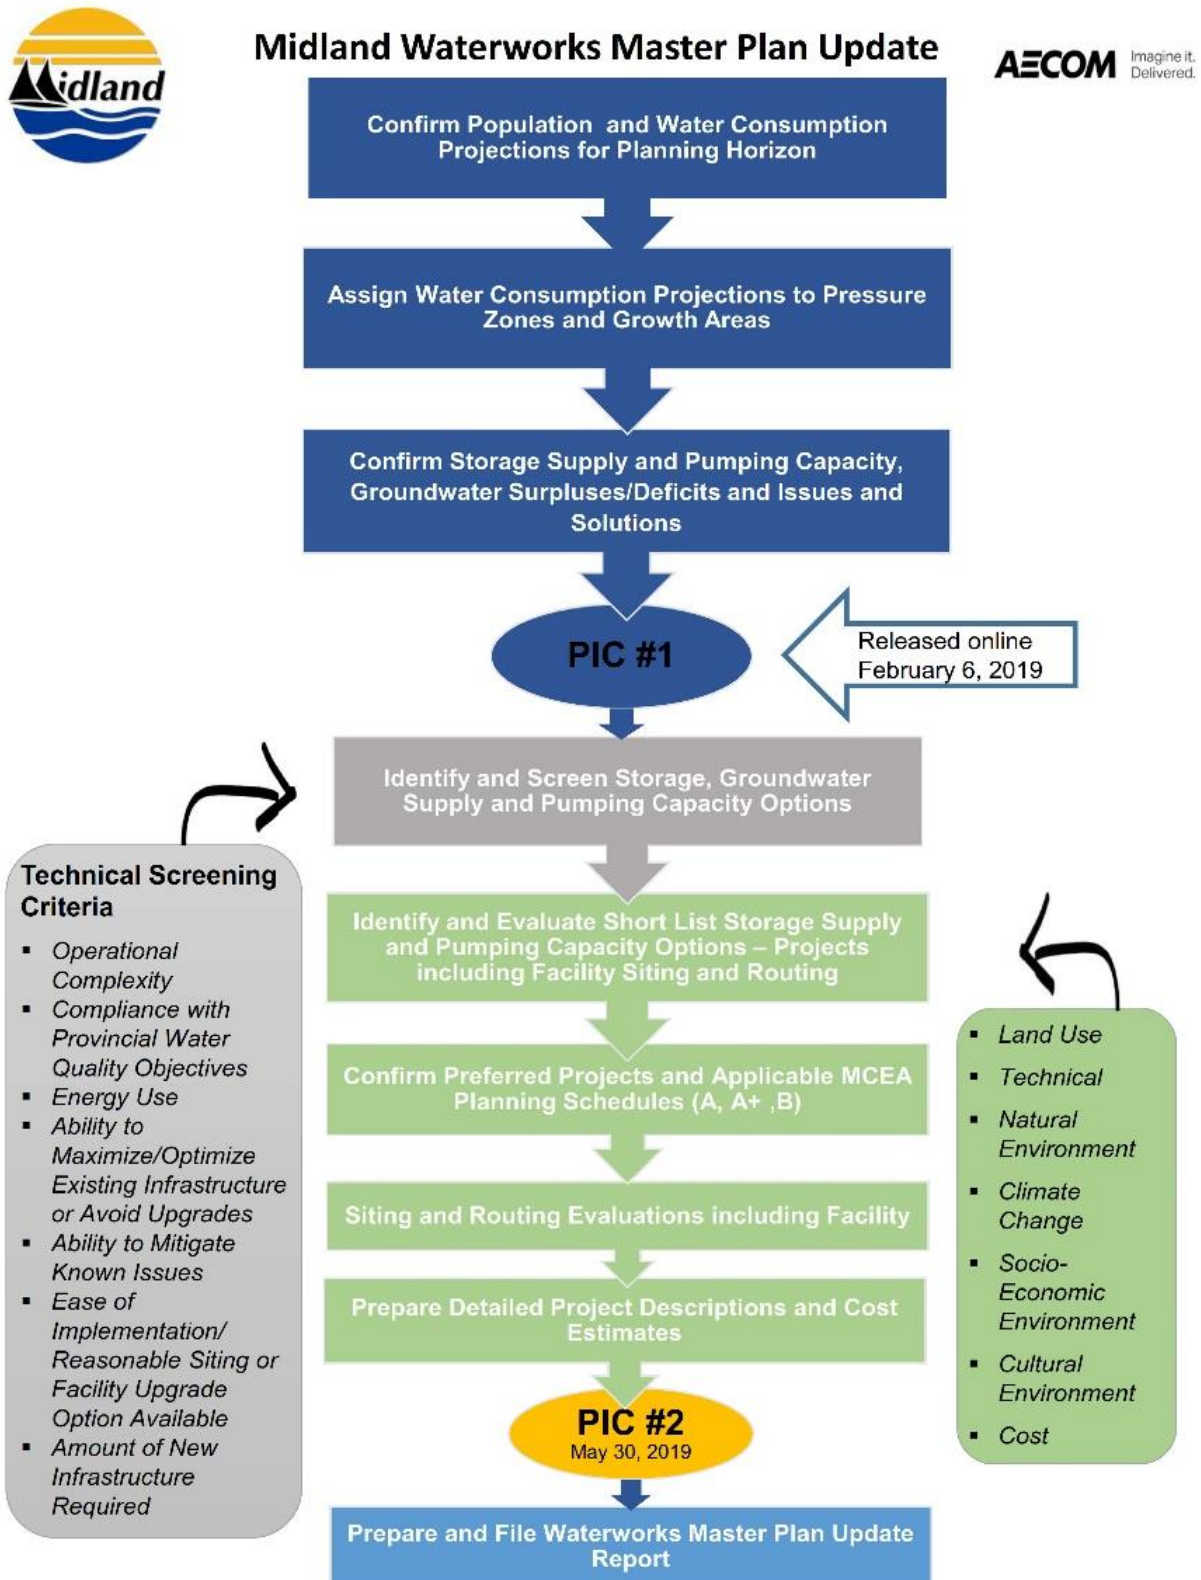 Midland
Midland Waterworks Master Plan Update
AECOM
Imagine it.
Delivered.
Confirm Population and Water Consumption
Projections for Planning Horizon
Assign Water Consumption Projections to Pressure
Zones and Growth Areas
Confirm Storage Supply and Pumping Capacity,
Groundwater Surpluses/Deficits and Issues and
Solutions
PIC #1
Released online
February 6, 2019
Identify and Screen Storage, Groundwater
Supply and Pumping Capacity Options
Technical Screening
Criteria
▪ Operational
Complexity
▪ Compliance with
Provincial Water
Quality Objectives
▪ Energy Use
▪ Ability to
Maximize/Optimize
Existing Infrastructure
or Avoid Upgrades
▪ Ability to Mitigate
Known Issues
▪ Ease of
Implementation/
Reasonable Siting or
Facility Upgrade
Option Available
▪ Amount of New
Infrastructure
Required
Identify and Evaluate Short List Storage Supply
and Pumping Capacity Options – Projects
including Facility Siting and Routing
Confirm Preferred Projects and Applicable MCEA
Planning Schedules (A, A+ ,B)
Siting and Routing Evaluations including Facility
Prepare Detailed Project Descriptions and Cost
Estimates
▪ Land Use
▪ Technical
▪ Natural
Environment
▪ Climate
Change
▪ Socio-
Economic
Environment
▪ Cultural
Environment
▪ Cost
PIC #2
May 30, 2019
Prepare and File Waterworks Master Plan Update
Report